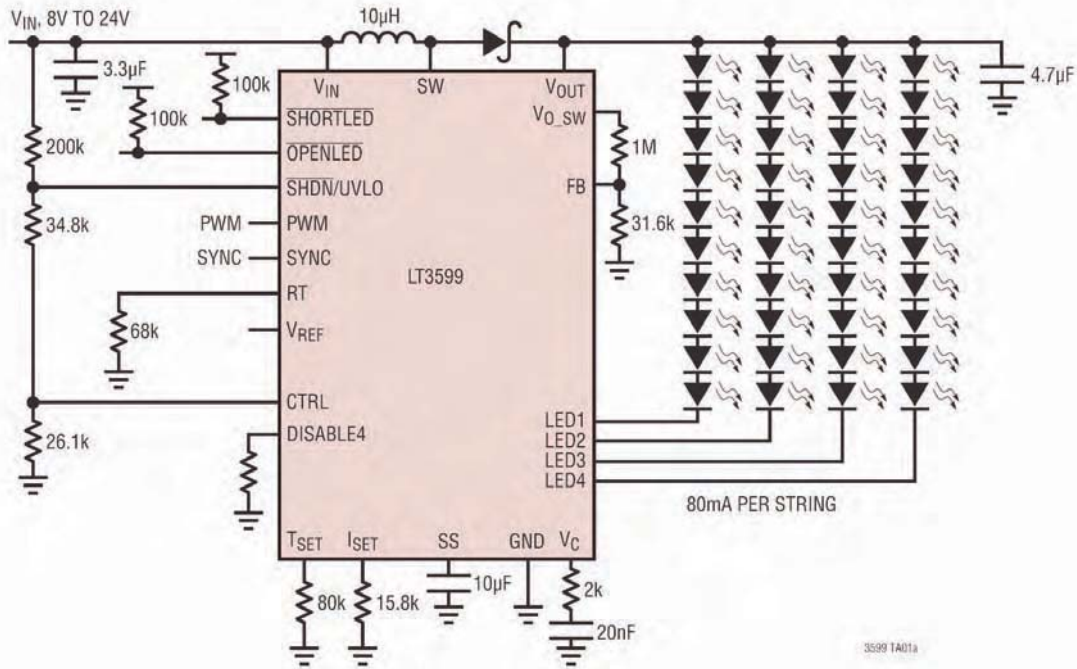 VIN, 8V TO 24V
10µH
3.3µF
100k
100k
VIN
SW
VOUT
4.7µF
SHORTLED
VO_SW
200k
OPENLED
1M
SHDN/UVLO
FB
34.8k
PWM
PWM
31.6k
SYNC
SYNC
LT3599
RT
68k
VREF
CTRL
26.1k
DISABLE4
LED1
LED2
LED3
LED4
80mA PER STRING
TSET
ISET
SS
GND
VC
80k
15.8k
10µF
2k
20nF
3599 TA01a